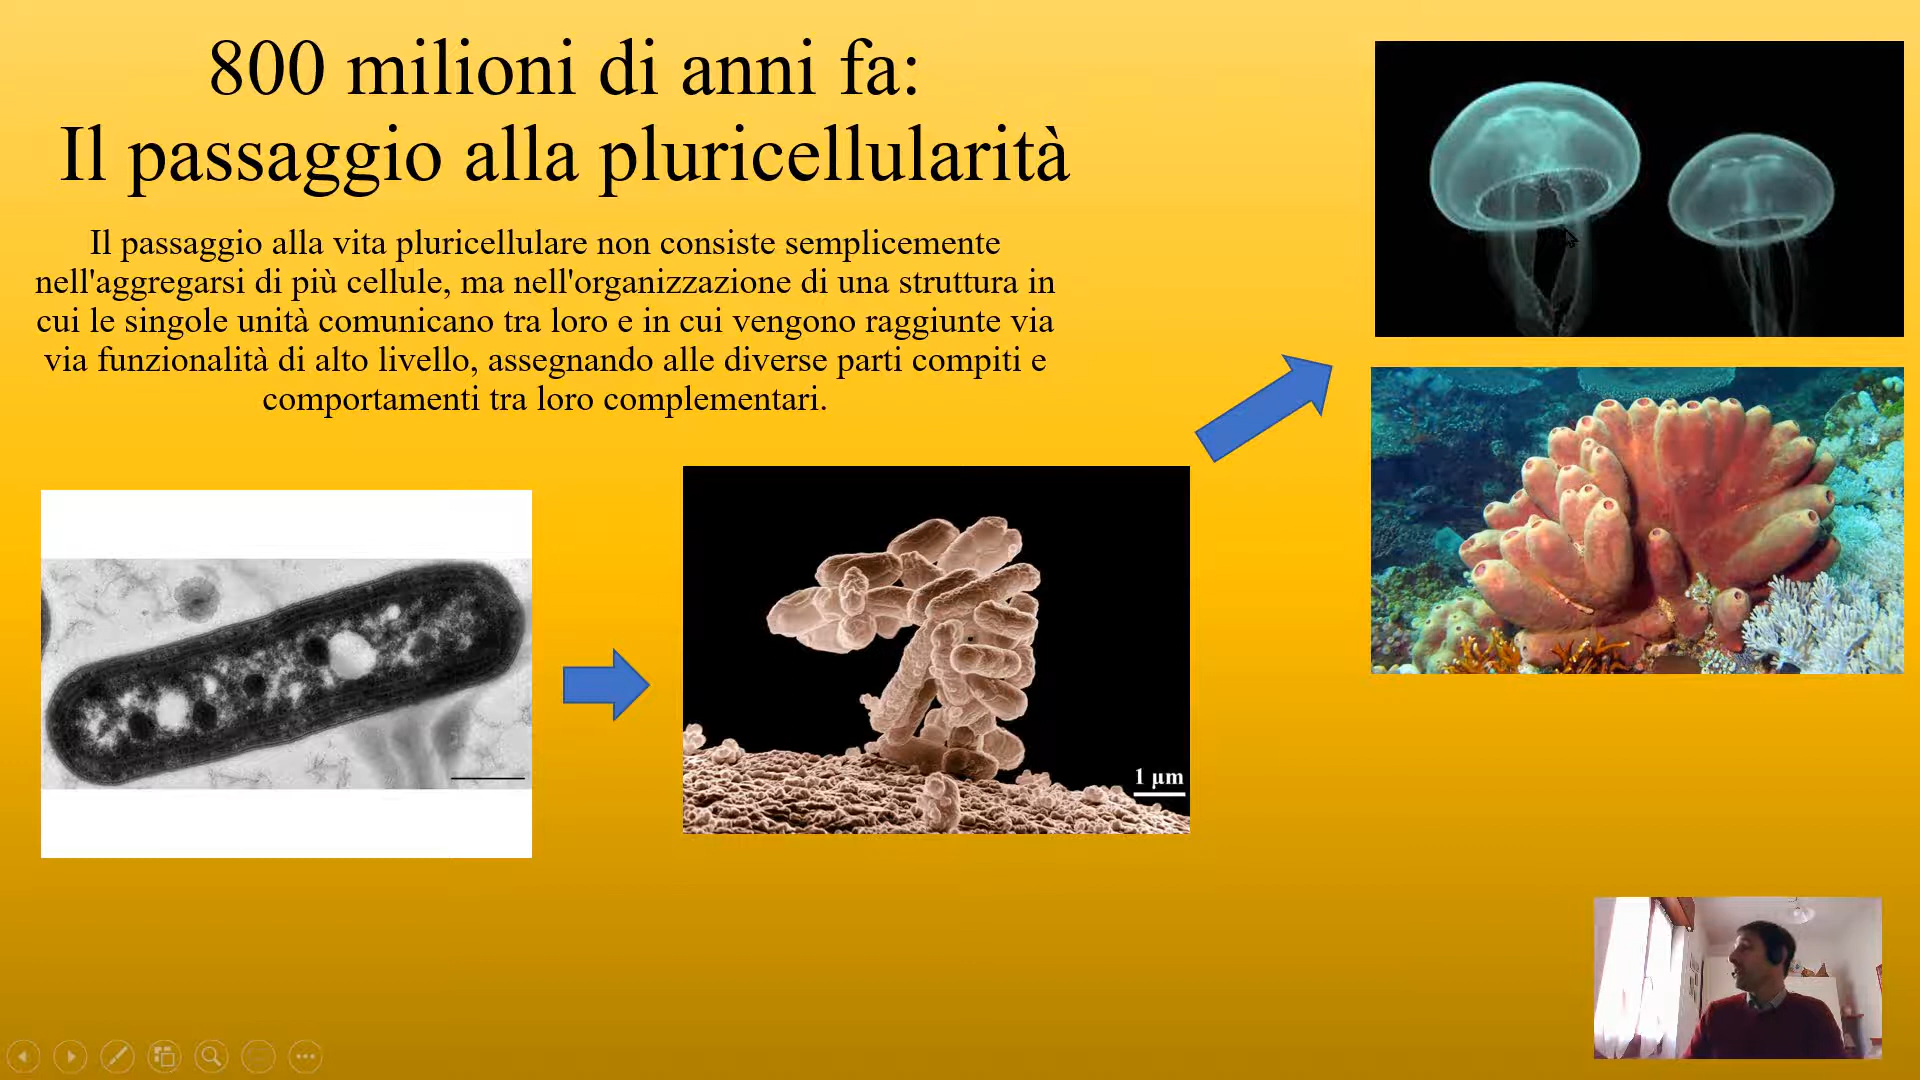 800 milioni di anni fa:
Il passaggio alla pluricellularità
Il passaggio alla vita pluricellulare non consiste semplicemente
nell'aggregarsi di più cellule, ma nell'organizzazione di una struttura in
cui le singole unità comunicano tra loro e in cui vengono raggiunte via
via funzionalità di alto livello, assegnando alle diverse parti compiti e
comportamenti tra loro complementari.
1 µm